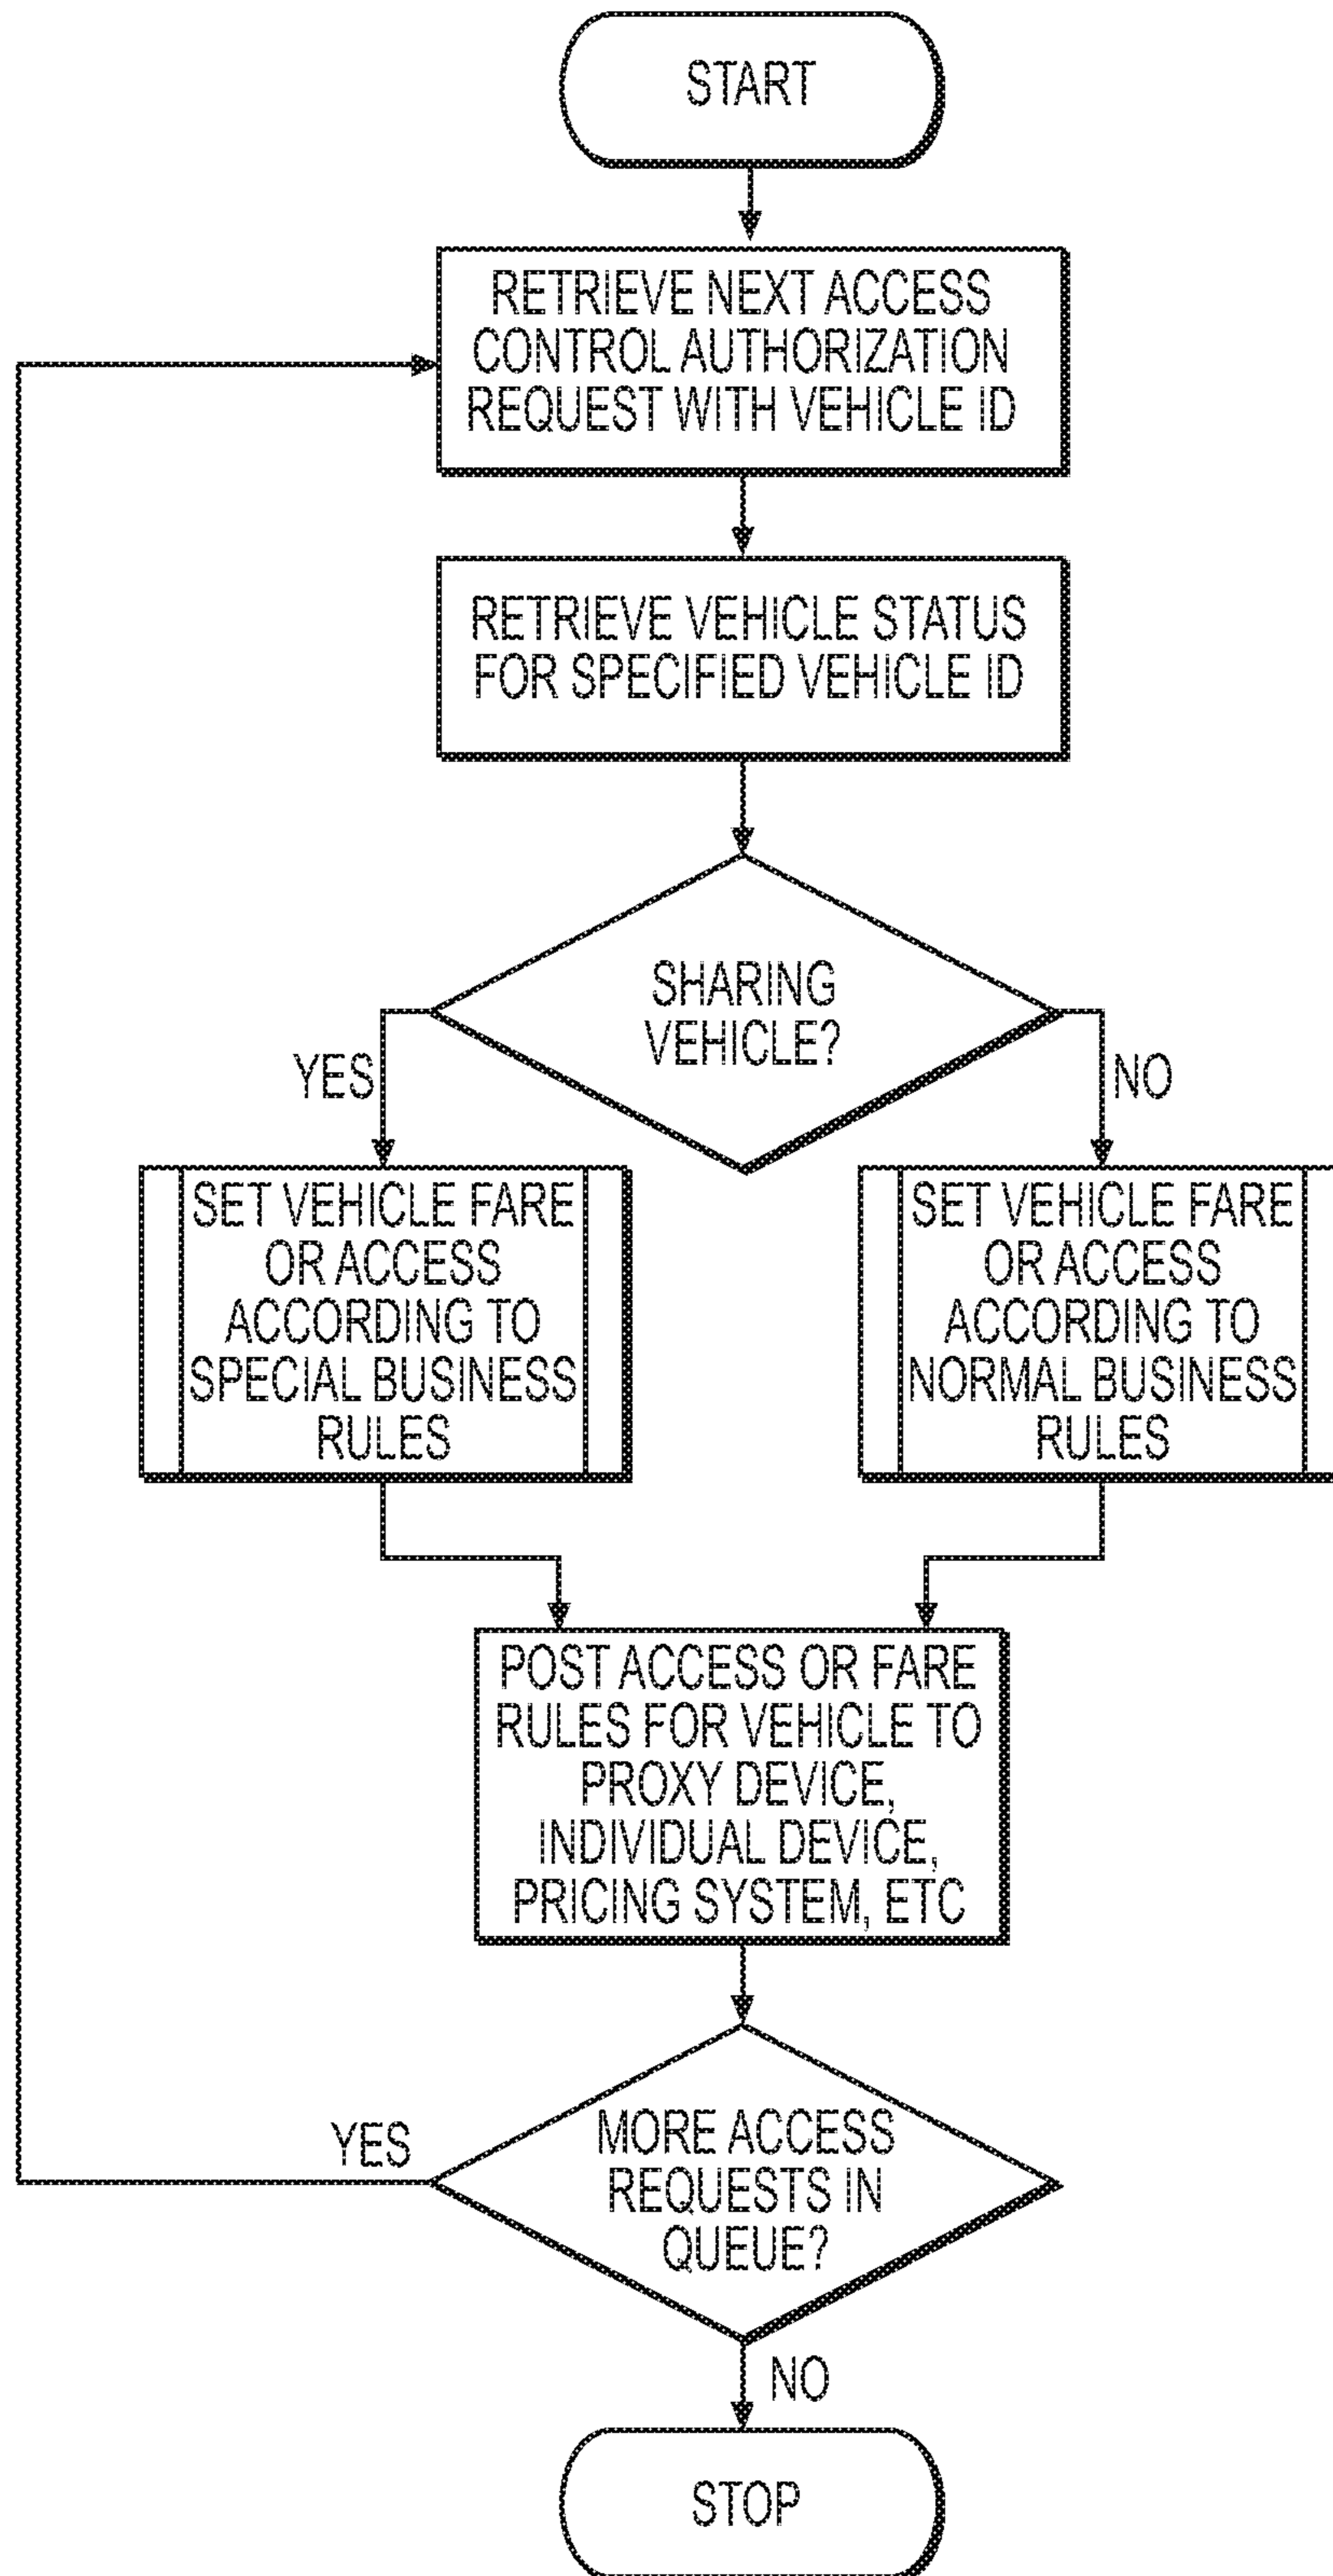 START
RETRIEVE NEXT ACCESS
CONTROL AUTHORIZATION
REQUEST WITH VEHICLE ID
RETRIEVE VEHICLE STATUS
FOR SPECIFIED VEHICLE ID
SHARING
VEHICLE?
YES
NO
SET VEHICLE FARE
OR ACCESS
ACCORDING TO
SPECIAL BUSINESS
RULES
SET VEHICLE FARE
OR ACCESS
ACCORDING TO
NORMAL BUSINESS
RULES
POST ACCESS OR FARE
RULES FOR VEHICLE TO
PROXY DEVICE,
INDIVIDUAL DEVICE,
PRICING SYSTEM, ETC
YES
MORE ACCESS
REQUESTS IN
QUEUE?
NO
STOP